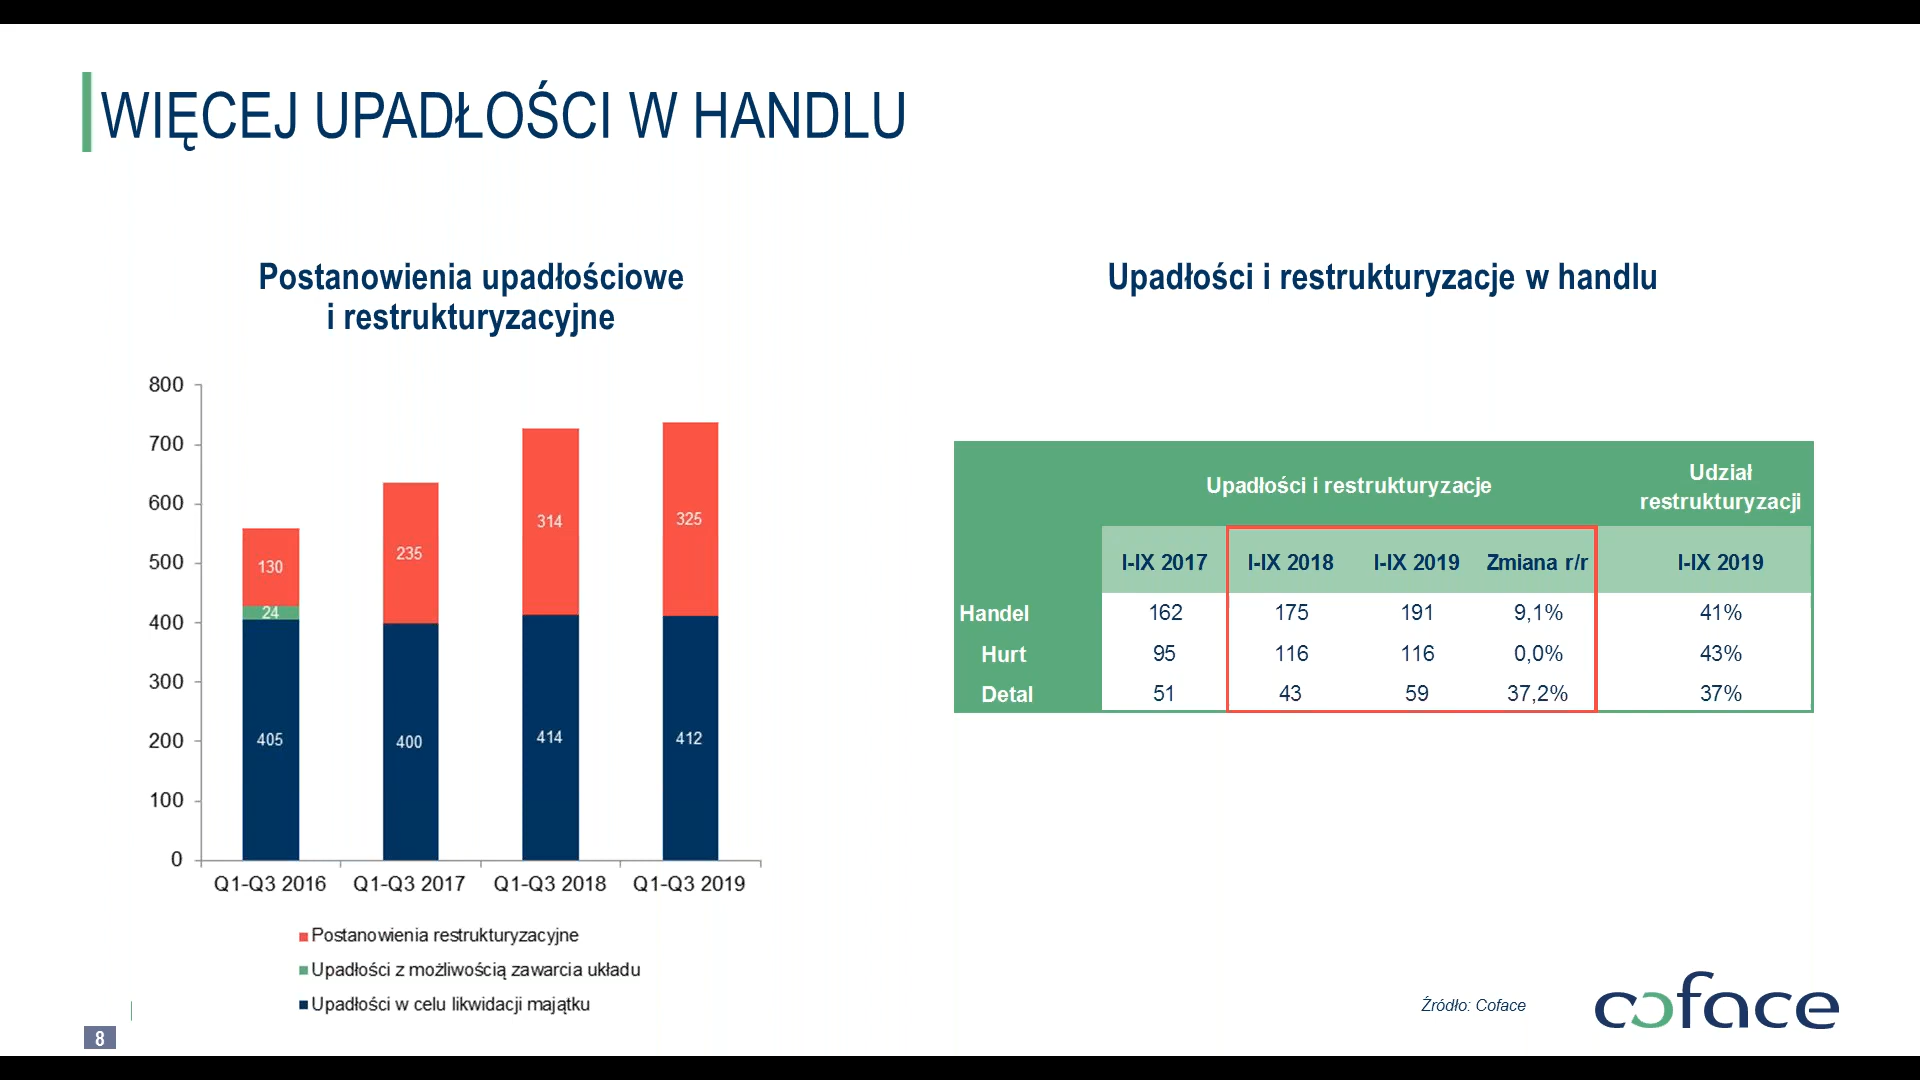 WIĘCEJ UPADŁOŚCI W HANDLU
Postanowienia upadłościowe
i restrukturyzacyjne
800
700
600
500
400
300
200
100
0
130
24
405
235
400
314
414
325
412
Q1-Q3 2016 Q1-Q3 2017 Q1-Q3 2018 Q1-Q3 2019
Postanowienia restrukturyzacyjne
Upadłości z możliwością zawarcia układu
Upadłości w celu likwidacji majątku
Upadłości i restrukturyzacje w handlu
Upadłości i restrukturyzacje
Udział
restrukturyzacji
I-IX 2017 I-IX 2018 I-IX 2019 Zmiana r/r I-IX 2019
Handel 162 175 191 9,1% 41%
Hurt 95 116 116 0,0% 43%
Detal 51 43 59 37,2% 37%
Źródło: Coface
coface
8